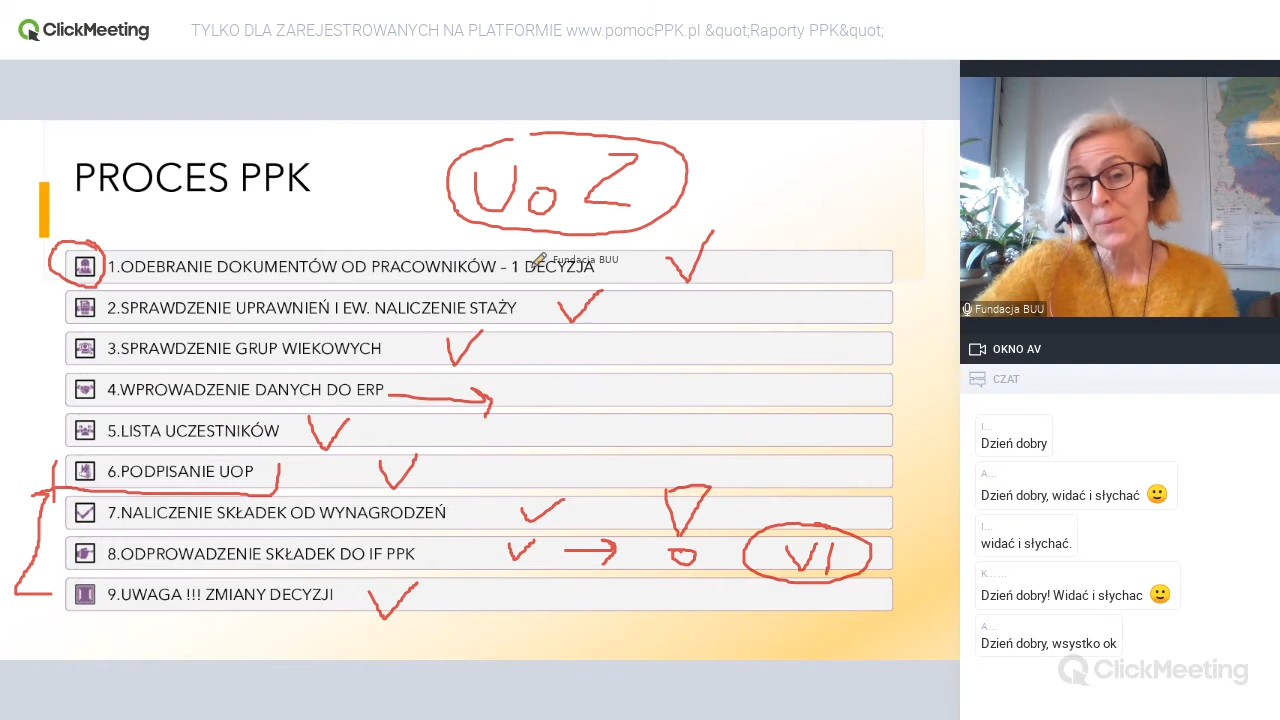 ClickMeeting
TYLKO DLA ZAREJESTROWANYCH NA PLATFORMIE www.pomocPPK.pl &quot;Raporty PPK&quot;
PROCES PPK
UoZ
1.ODEBRANIE DOKUMENTÓW OD PRACOWNIKÓW – 1 DECYZJA
Fundacja BUU
2.SPRAWDZENIE UPRAWNIEŃ I EW. NALICZENIE STAŻY
3.SPRAWDZENIE GRUP WIEKOWYCH
4.WPROWADZENIE DANYCH DO ERP
5.LISTA UCZESTNIKÓW
6.PODPISANIE UOP
7.NALICZENIE SKŁADEK OD WYNAGRODZEŃ
8.ODPROWADZENIE SKŁADEK DO IF PPK
VI
9.UWAGA !!! ZMIANY DECYZJI
Fundacja BUU
OKNO AV
CZAT
I...
Dzień dobry
A...
Dzień dobry, widać i słychać
I...
widać i słychać.
K... ...
Dzień dobry! Widać i słychac
A...
Dzień dobry, wsystko ok
ClickMeeting